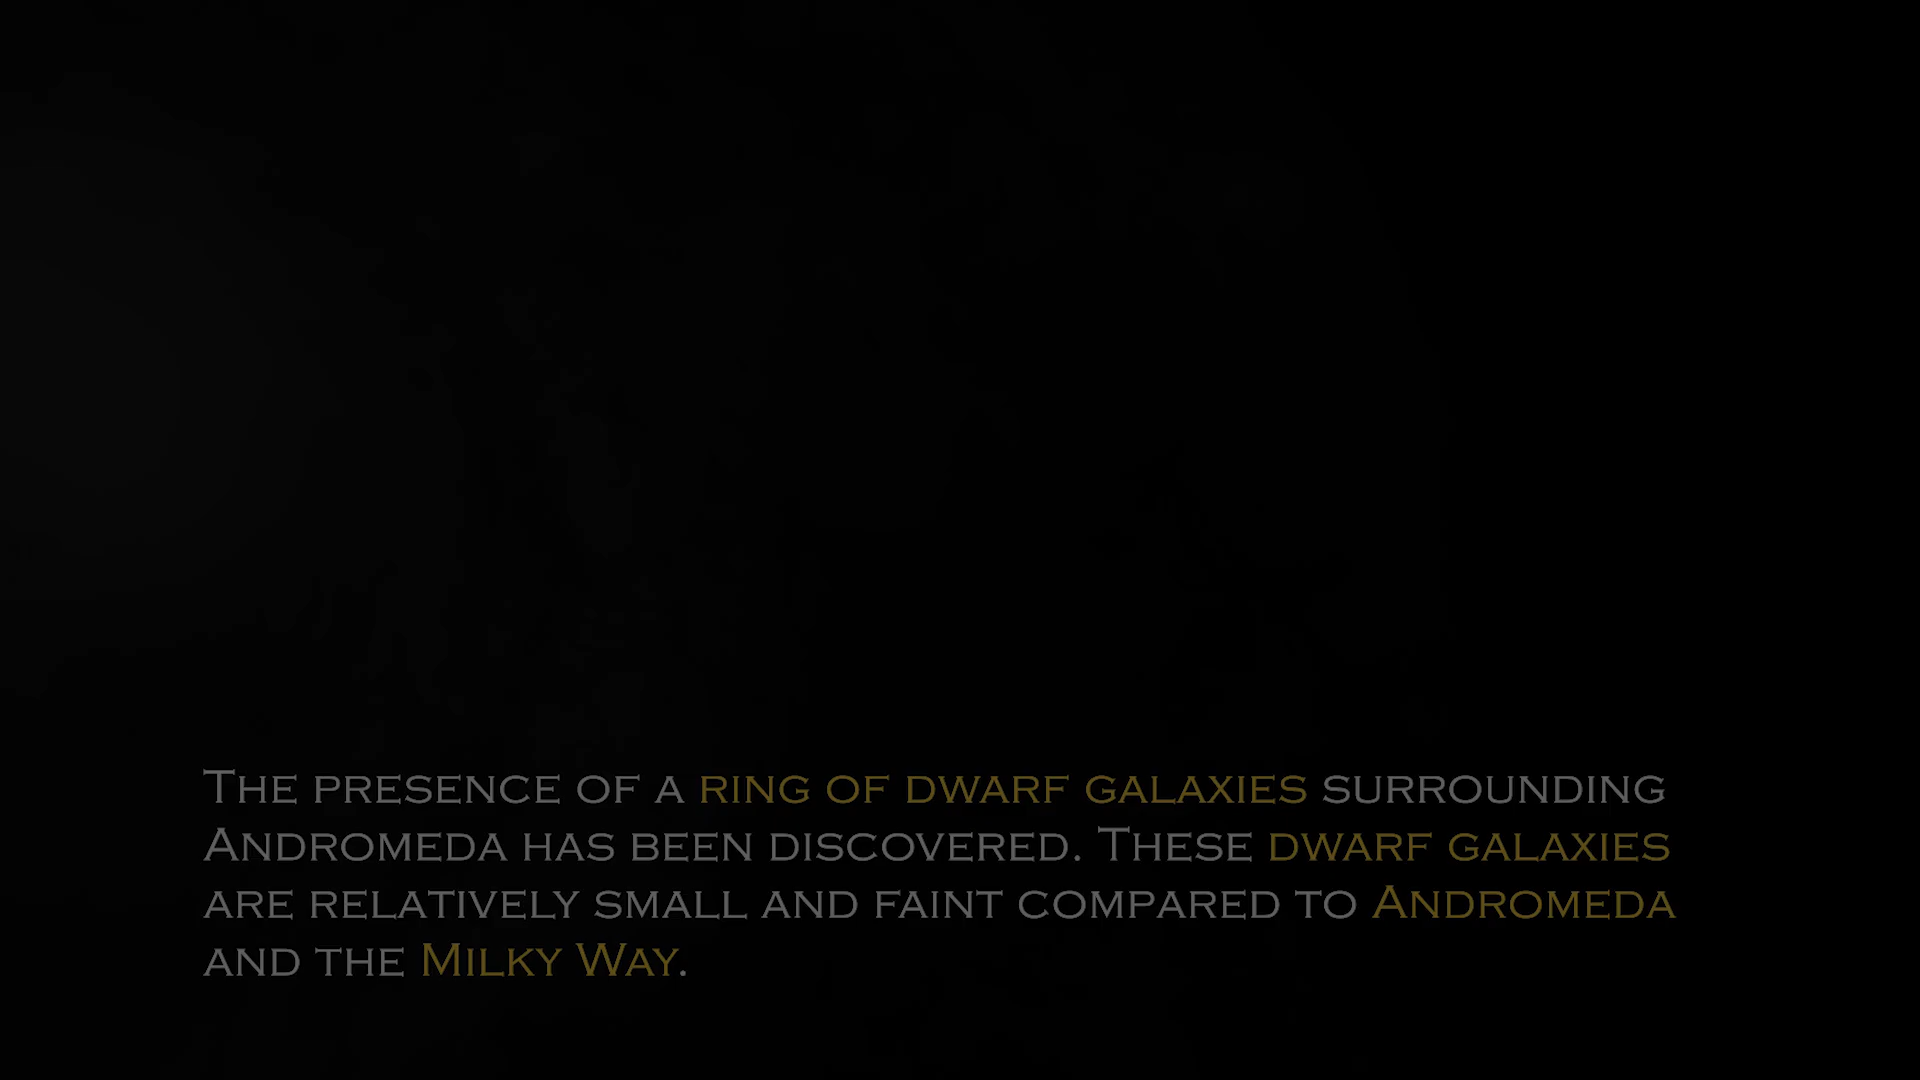 The presence of a ring of dwarf galaxies surrounding
Andromeda has been discovered. These dwarf galaxies
are relatively small and faint compared to Andromeda
and the Milky Way.